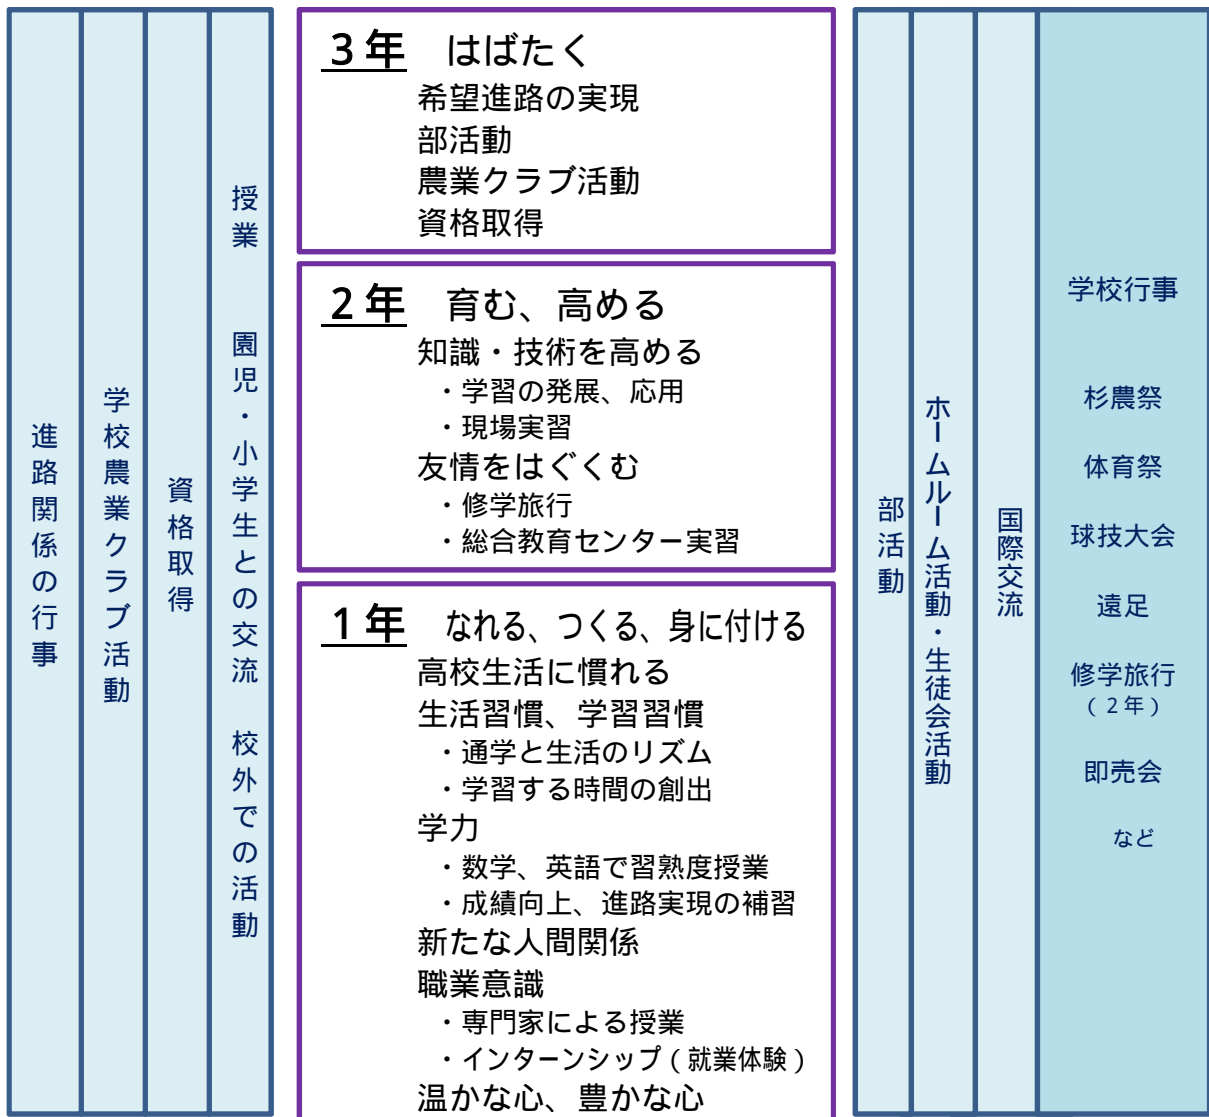 進路関係の行事
学校農業クラブ活動
資格取得
授業　園児・小学生との交流　校外での活動
３年　はばたく
希望進路の実現
部活動
農業クラブ活動
資格取得
２年　育む、高める
知識・技術を高める
・学習の発展、応用
・現場実習
友情をはぐくむ
・修学旅行
・総合教育センター実習
１年　なれる、つくる、身に付ける
高校生活に慣れる
生活習慣、学習習慣
・通学と生活のリズム
・学習する時間の創出
学力
・数学、英語で習熟度授業
・成績向上、進路実現の補習
新たな人間関係
職業意識
・専門家による授業
・インターンシップ（就業体験）
温かな心、豊かな心
部活動
ホームルーム活動・生徒会活動
国際交流
学校行事
杉農祭
体育祭
球技大会
遠足
修学旅行
（２年）
即売会
など